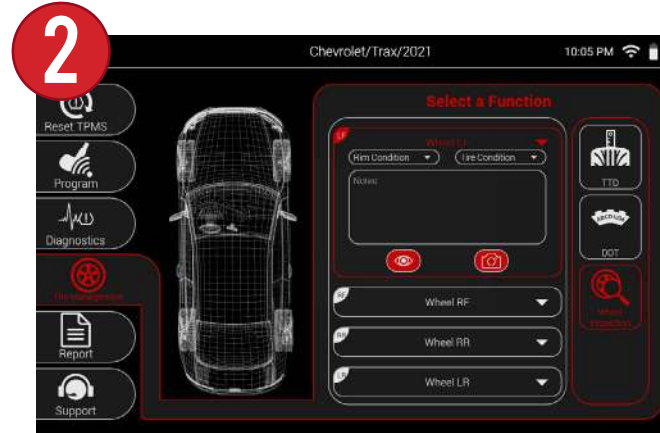 2
Chevrolet/Trax/2021
10:05 PM
Select a Function
Reset TPMS
Program
Diagnostics
Tire Management
Report
Support
LF
Wheel LF
Rim Condition
Tire Condition
Notes
RF
Wheel RF
RR
Wheel RR
LR
Wheel LR
TTD
DOT
Wheel
Inspection